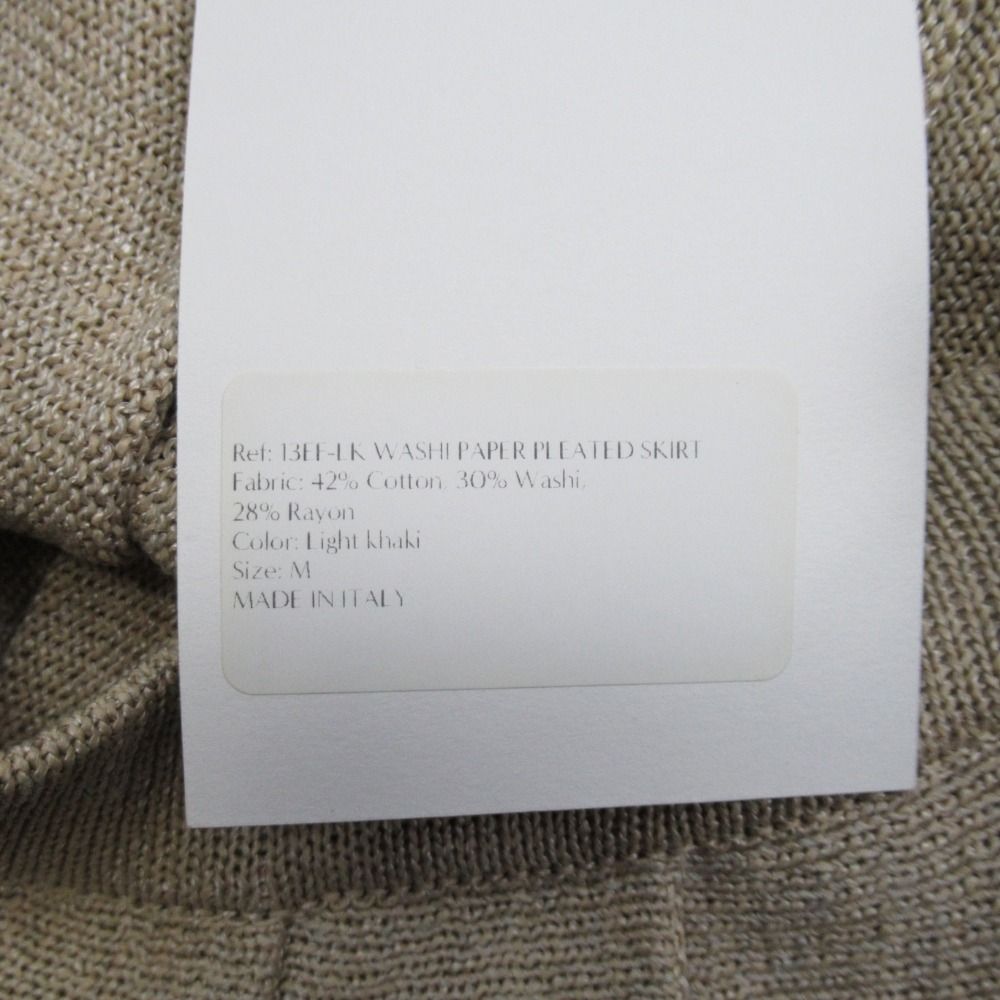 Ref: 13FF-LK WASHI PAPER PLEATED SKIRT
Fabric: 42% Cotton, 30% Washi,
28% Rayon
Color: Light khaki
Size: M
MADE IN ITALY